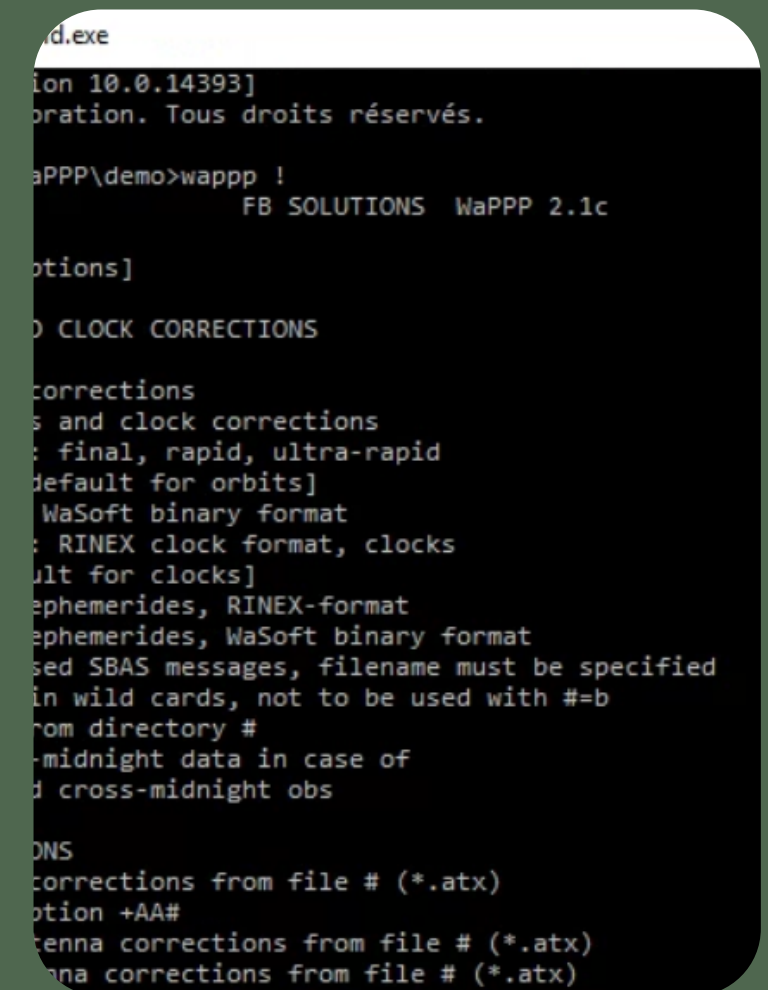 d.exe
ion 10.0.14393]
oration. Tous droits réservés.
aPPP\demo>wappp !
FB SOLUTIONS  WaPPP 2.1c
ptions]
CLOCK CORRECTIONS
corrections
s and clock corrections
: final, rapid, ultra-rapid
default for orbits]
WaSoft binary format
: RINEX clock format, clocks
ult for clocks]
ephemerides, RINEX-format
ephemerides, WaSoft binary format
sed SBAS messages, filename must be specified
in wild cards, not to be used with #=b
rom directory #
-midnight data in case of
d cross-midnight obs
ONS
corrections from file # (*.atx)
ption +AA#
tenna corrections from file # (*.atx)
nna corrections from file # (*.atx)